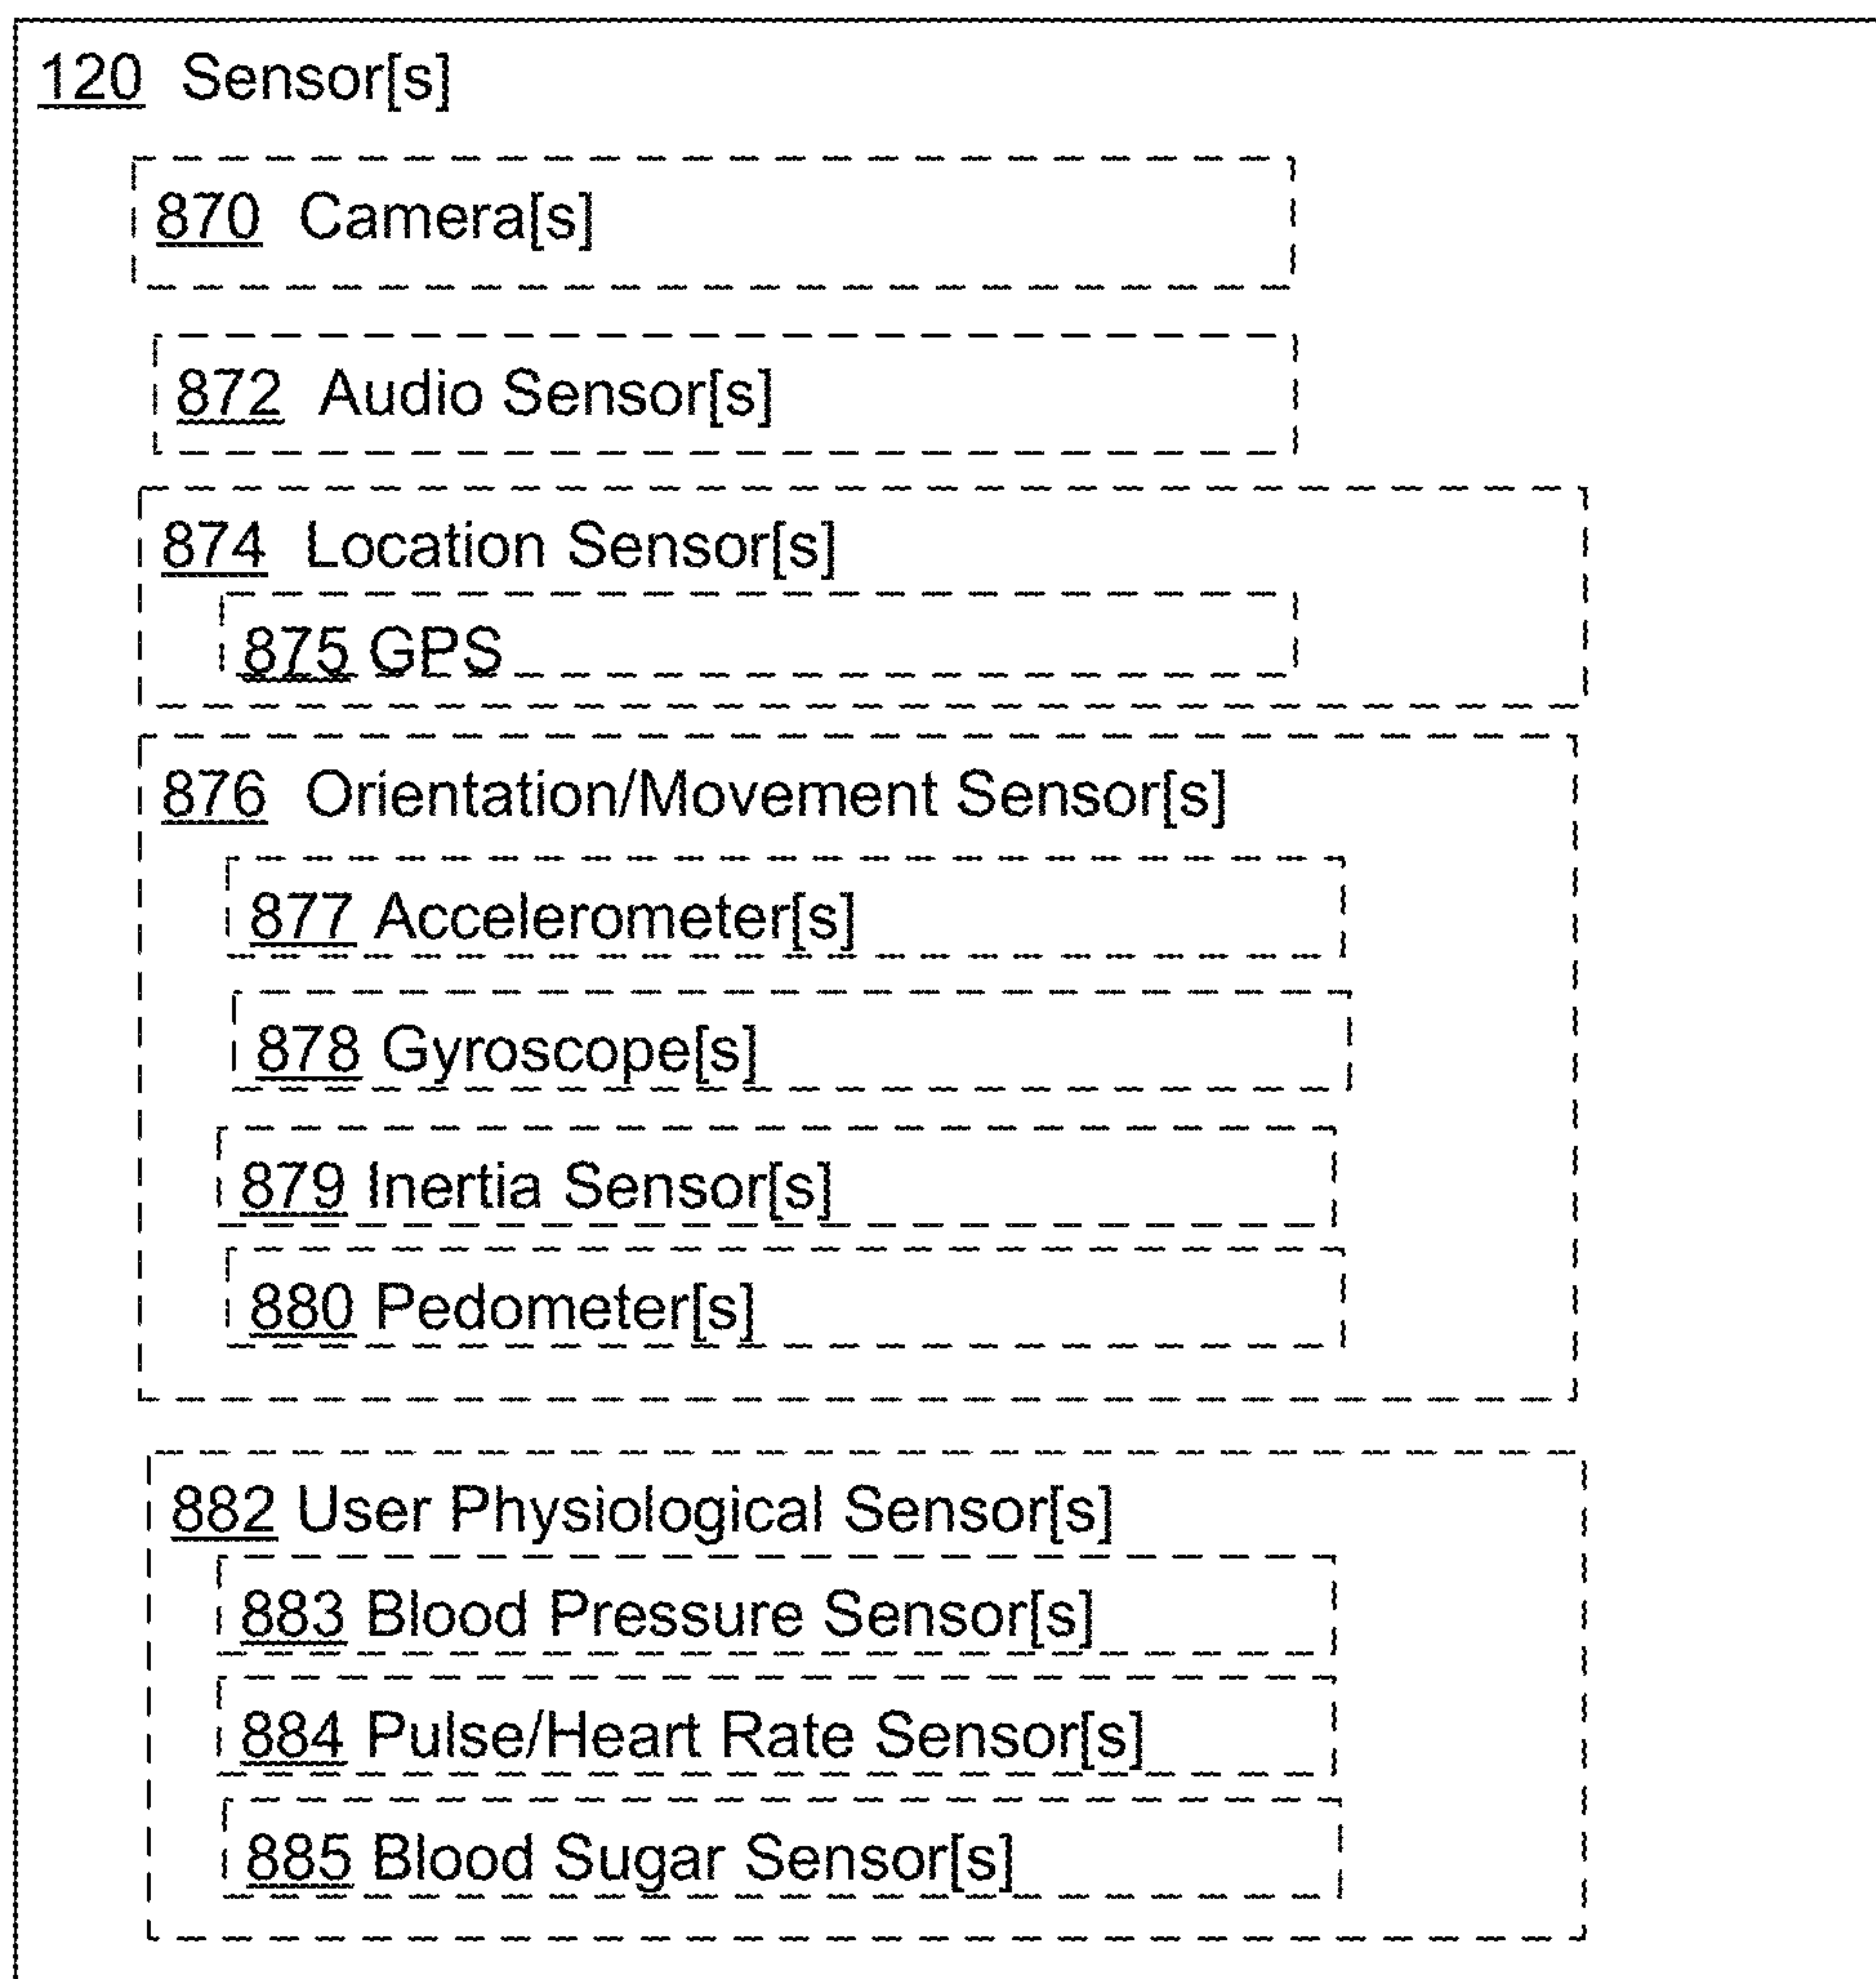 120 Sensor[s]
870 Camera[s]
872 Audio Sensor[s]
874 Location Sensor[s]
875 GPS
876 Orientation/Movement Sensor[s]
877 Accelerometer[s]
878 Gyroscope[s]
879 Inertia Sensor[s]
880 Pedometer[s]
882 User Physiological Sensor[s]
883 Blood Pressure Sensor[s]
884 Pulse/Heart Rate Sensor[s]
885 Blood Sugar Sensor[s]